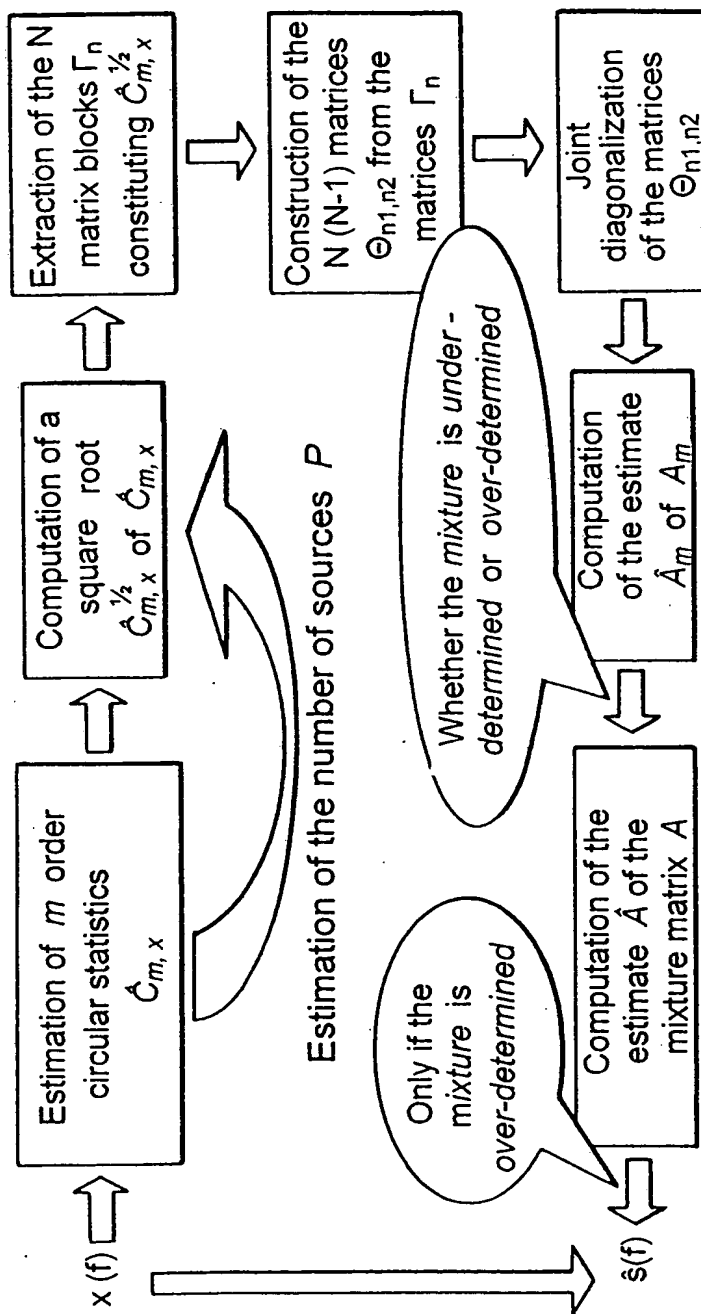 x (f)
Estimation of m order
circular statistics
Ĉm, x
Computation of a
square root
Ĉ½m, x of Ĉm, x
Extraction of the N
matrix blocks Γn
constituting Ĉ½m, x
Estimation of the number of sources P
Construction of the
N (N-1) matrices
Θn1,n2 from the
matrices Γn
Joint
diagonalization
of the matrices
Θn1,n2
Whether the mixture is under-
determined or over-determined
Computation
of the estimate
Âm of Am
Only if the
mixture is
over-determined
Computation of the
estimate Â of the
mixture matrix A
ŝ(f)